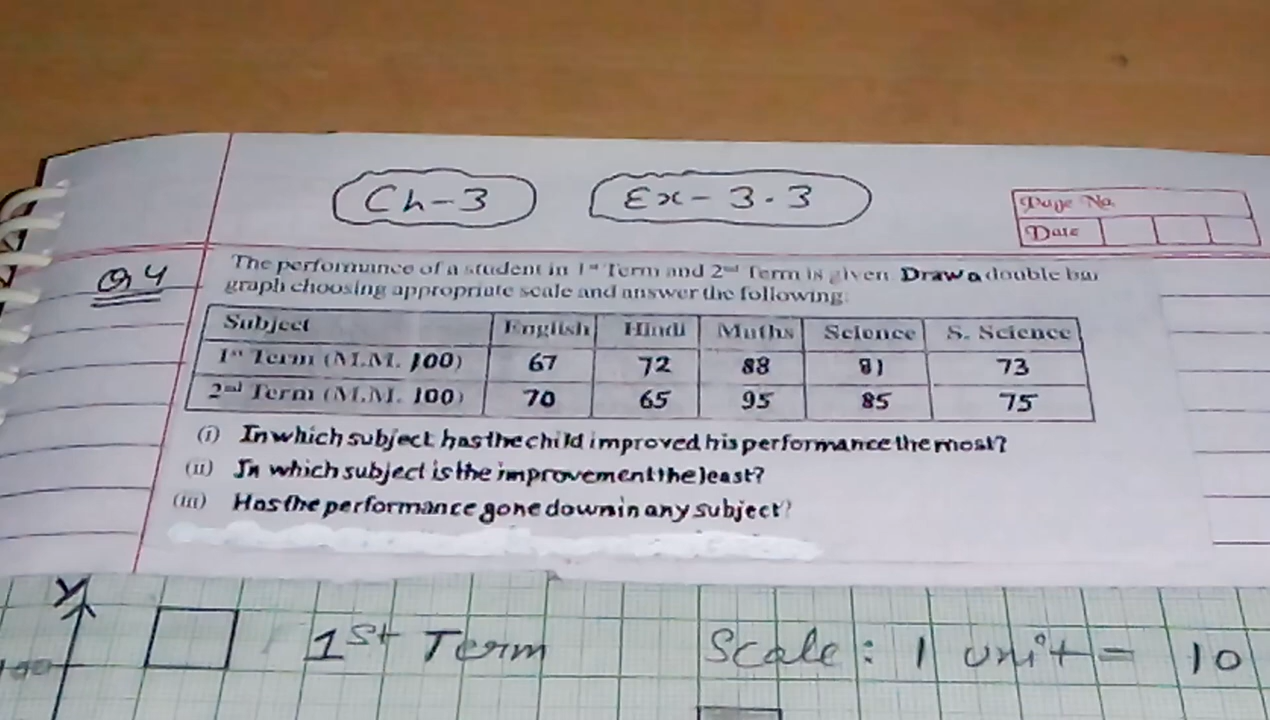 Ch-3 Ex-3.3
Page No.
Date
Q4 The performance of a student in 1st Term and 2nd Term is given. Draw a double bar
graph choosing appropriate scale and answer the following.
Subject English Hindi Maths Science S. Science
1st Term (M.M. 100) 67 72 88 81 73
2nd Term (M.M. 100) 70 65 95 85 75
(i) In which subject has the child improved his performance the most?
(ii) In which subject is the improvement the least?
(iii) Has the performance gone down in any subject?
Y
100 1st Term Scale: 1 unit = 10